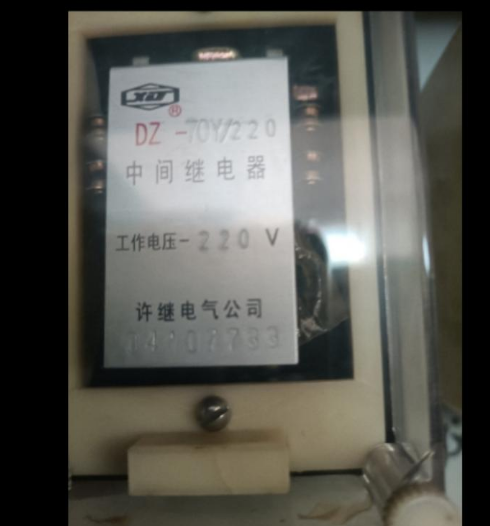 XJ
®
DZ -70Y/220
中间继电器
工作电压- 220 V
许继电气公司